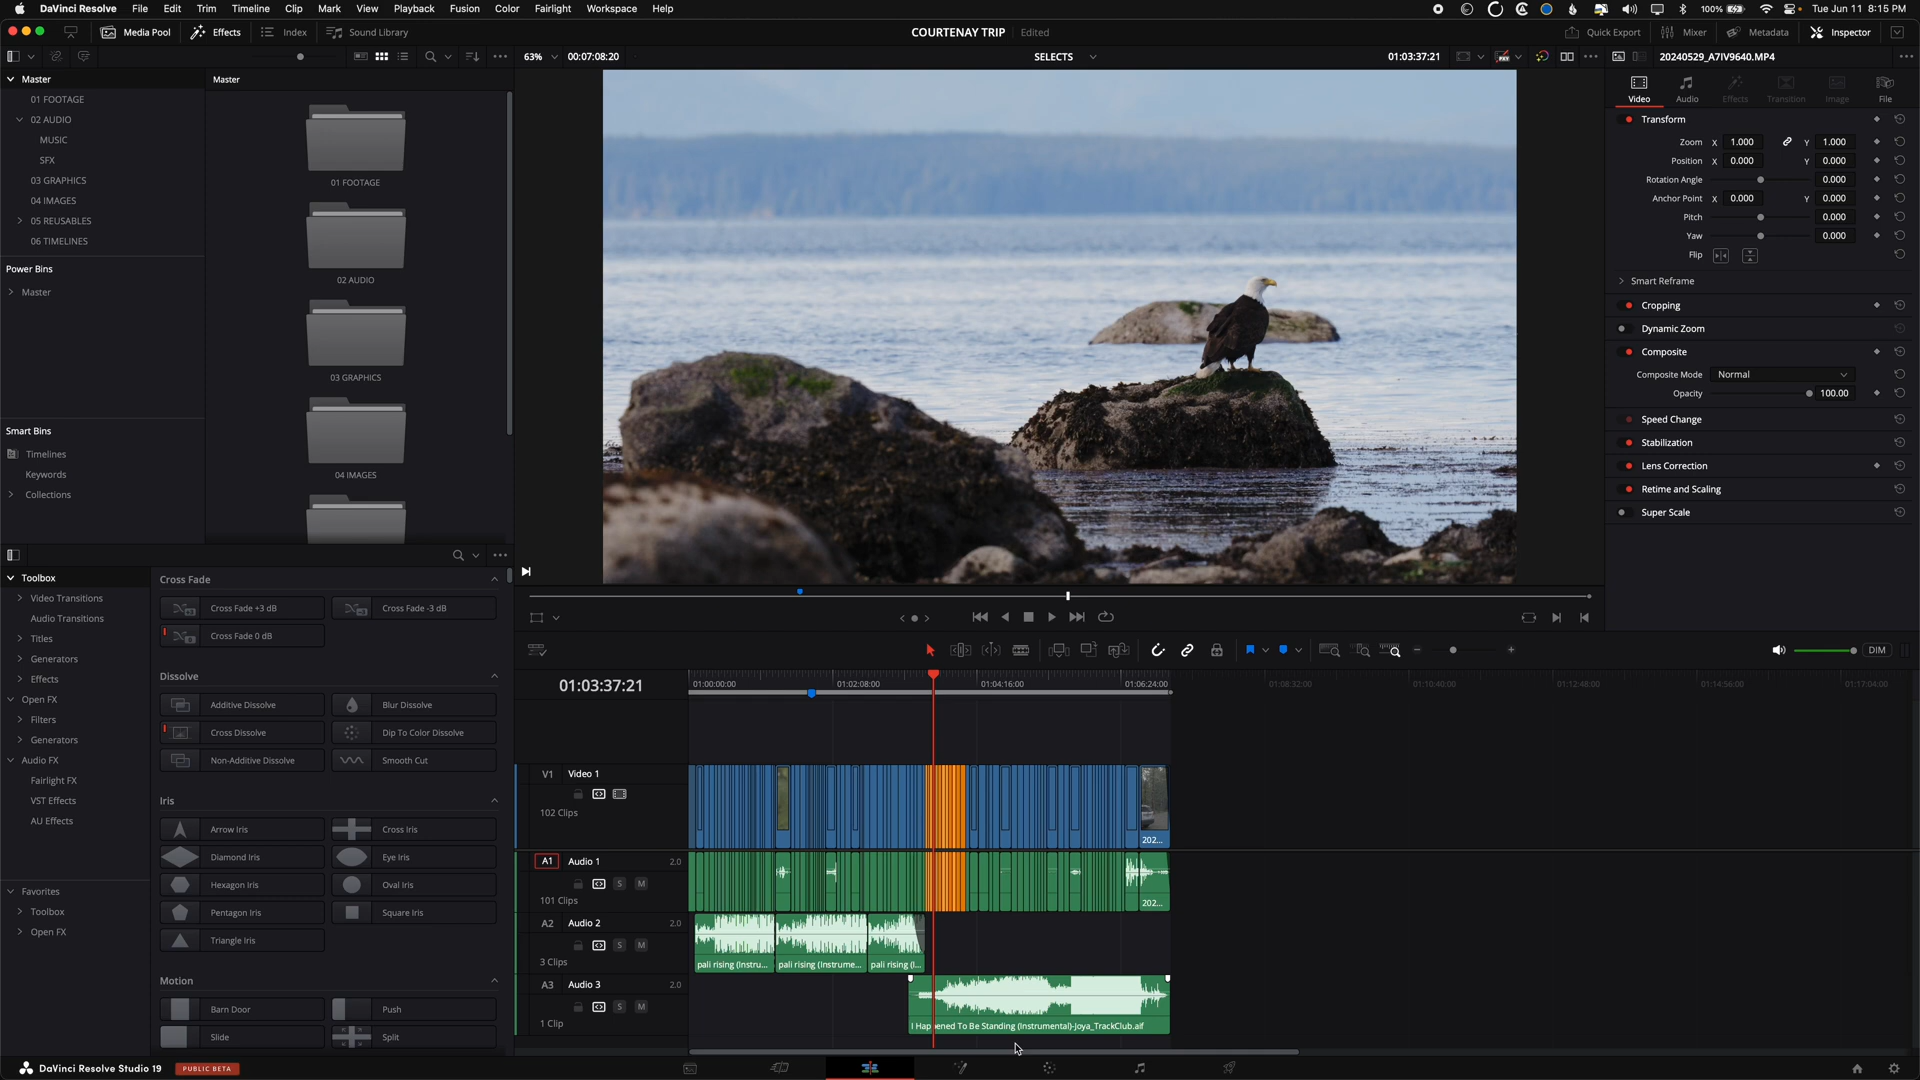 DaVinci Resolve File Edit Trim Timeline Clip Mark View Playback Fusion Color Fairlight Workspace Help 100% Tue Jun 11 8:15 PM
Media Pool Effects Index Sound Library COURTENAY TRIP Edited Quick Export Mixer Metadata Inspector
63% 00:07:08:20 SELECTS 01:03:37:21 20240529_A7IV9640.MP4
Master
01 FOOTAGE
02 AUDIO
MUSIC
SFX
03 GRAPHICS
04 IMAGES
05 REUSABLES
06 TIMELINES
Power Bins
Master
Smart Bins
Timelines
Keywords
Collections
Master
01 FOOTAGE
02 AUDIO
03 GRAPHICS
04 IMAGES
Video Audio Effects Transition Image File
Transform
Zoom X 1.000 Y 1.000
Position X 0.000 Y 0.000
Rotation Angle 0.000
Anchor Point X 0.000 Y 0.000
Pitch 0.000
Yaw 0.000
Flip
Smart Reframe
Cropping
Dynamic Zoom
Composite
Composite Mode Normal
Opacity 100.00
Speed Change
Stabilization
Lens Correction
Retime and Scaling
Super Scale
Toolbox
Video Transitions
Audio Transitions
Titles
Generators
Effects
Open FX
Filters
Generators
Audio FX
Fairlight FX
VST Effects
AU Effects
Favorites
Toolbox
Open FX
Cross Fade
Cross Fade +3 dB Cross Fade -3 dB
Cross Fade 0 dB
Dissolve
Additive Dissolve Blur Dissolve
Cross Dissolve Dip To Color Dissolve
Non-Additive Dissolve Smooth Cut
Iris
Arrow Iris Cross Iris
Diamond Iris Eye Iris
Hexagon Iris Oval Iris
Pentagon Iris Square Iris
Triangle Iris
Motion
Barn Door Push
Slide Split
DIM
01:03:37:21 01:00:00:00 01:02:08:00 01:04:16:00 01:06:24:00 01:08:32:00 01:10:40:00 01:12:48:00 01:14:56:00 01:17:04:00
V1 Video 1
102 Clips
202...
A1 Audio 1 2.0
S M
101 Clips
202...
A2 Audio 2 2.0
S M
3 Clips
pali rising (Instru... pali rising (Instrume... pali rising (I...
A3 Audio 3 2.0
S M
1 Clip
I Happened To Be Standing (Instrumental)-Joya_TrackClub.aif
DaVinci Resolve Studio 19 PUBLIC BETA